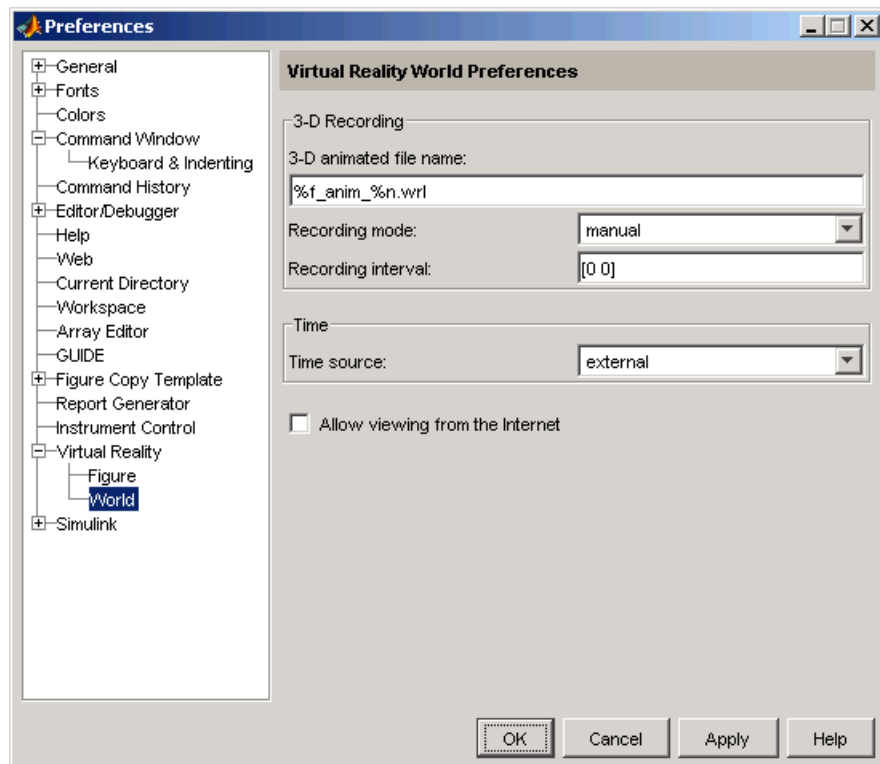 Preferences
General
Fonts
Colors
Command Window
Keyboard & Indenting
Command History
Editor/Debugger
Help
Web
Current Directory
Workspace
Array Editor
GUIDE
Figure Copy Template
Report Generator
Instrument Control
Virtual Reality
Figure
World
Simulink
Virtual Reality World Preferences
3-D Recording
3-D animated file name:
%f_anim_%n.wrl
Recording mode: manual
Recording interval: [0 0]
Time
Time source: external
Allow viewing from the Internet
OK Cancel Apply Help